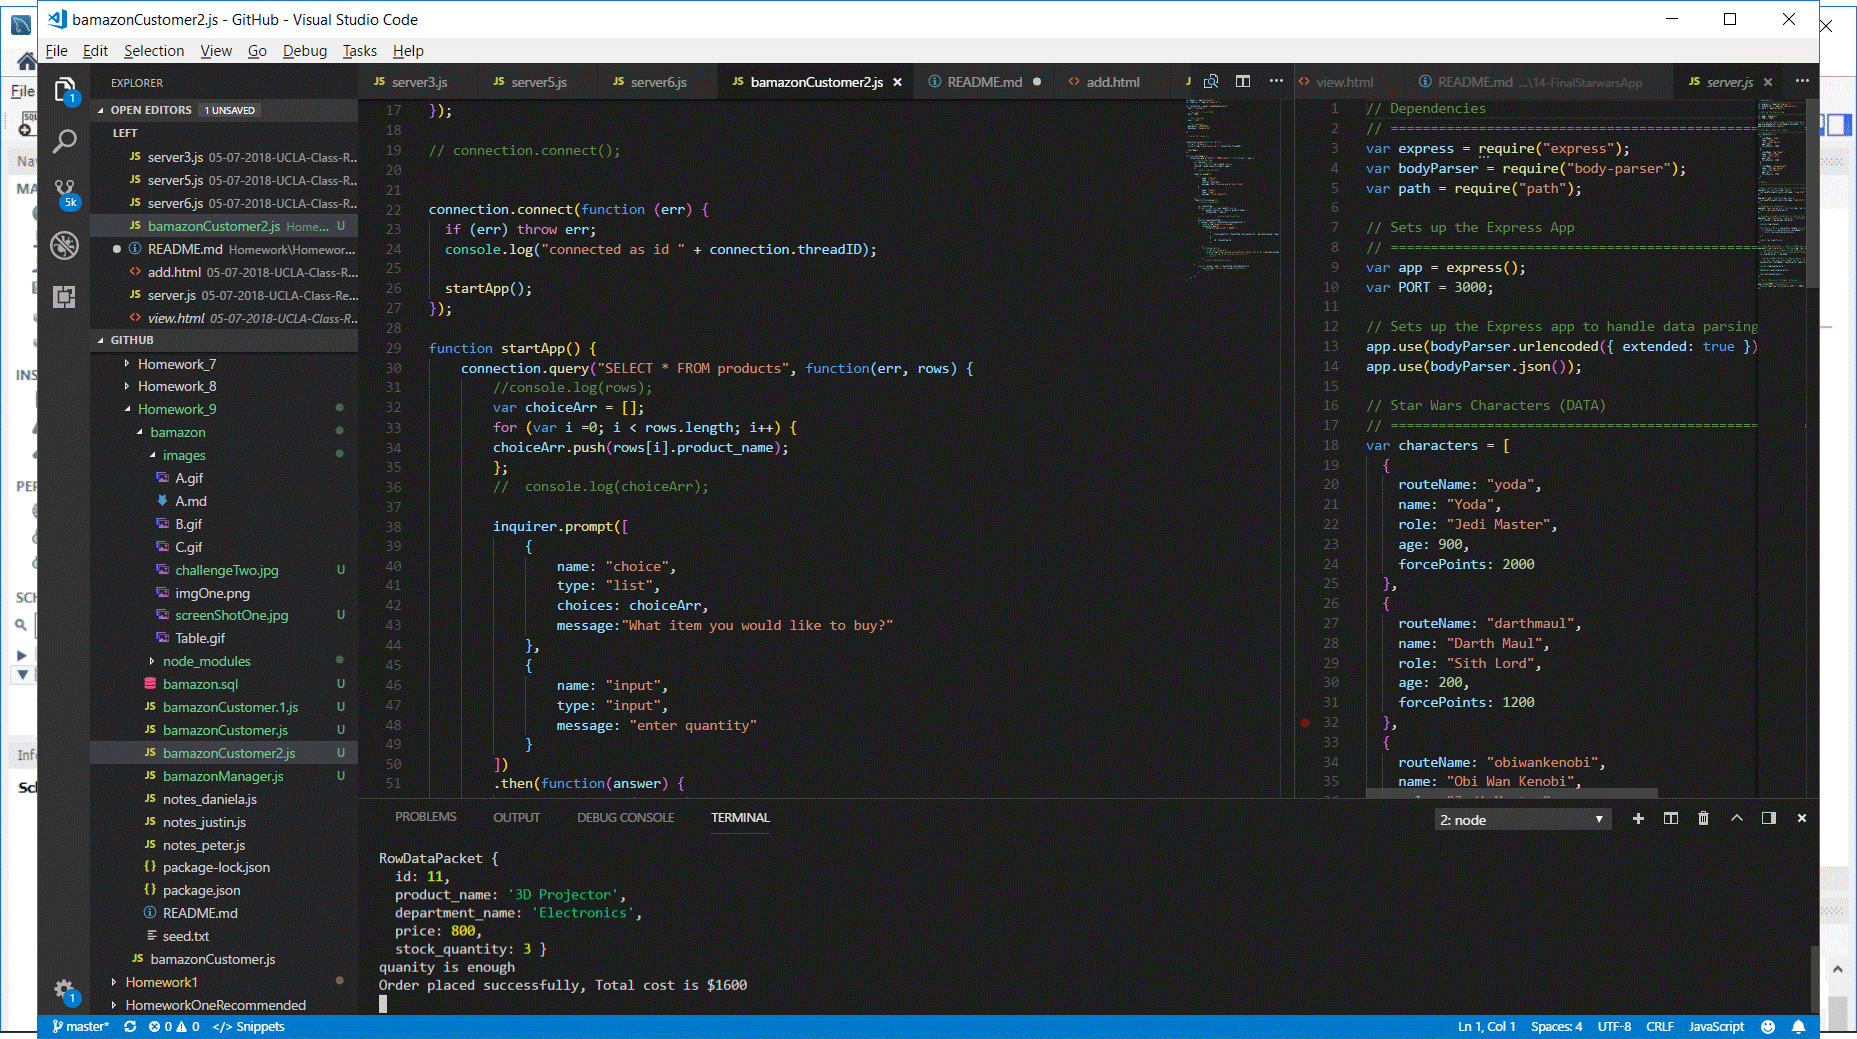 bamazonCustomer2.js - GitHub - Visual Studio Code
File Edit Selection View Go Debug Tasks Help
File
SQL
Nav
MA
INS
PEF
SCH
Info
Sch
EXPLORER
OPEN EDITORS 1 UNSAVED
LEFT
JS server3.js 05-07-2018-UCLA-Class-R...
JS server5.js 05-07-2018-UCLA-Class-R...
JS server6.js 05-07-2018-UCLA-Class-R...
JS bamazonCustomer2.js Home... U
README.md Homework\Homewor...
<> add.html 05-07-2018-UCLA-Class-R...
JS server.js 05-07-2018-UCLA-Class-Re...
<> view.html 05-07-2018-UCLA-Class-R...
GITHUB
Homework_7
Homework_8
Homework_9
bamazon
images
A.gif
A.md
B.gif
C.gif
challengeTwo.jpg U
imgOne.png
screenShotOne.jpg U
Table.gif
node_modules
bamazon.sql U
JS bamazonCustomer.1.js U
JS bamazonCustomer.js U
JS bamazonCustomer2.js U
JS bamazonManager.js U
JS notes_daniela.js
JS notes_justin.js
JS notes_peter.js
{} package-lock.json
{} package.json
README.md
seed.txt
JS bamazonCustomer.js
Homework1
HomeworkOneRecommended
1
5k
1
JS server3.js JS server5.js JS server6.js JS bamazonCustomer2.js × README.md <> add.html
17 });
18
19 // connection.connect();
20
21
22 connection.connect(function (err) {
23 if (err) throw err;
24 console.log("connected as id " + connection.threadID);
25
26 startApp();
27 });
28
29 function startApp() {
30 connection.query("SELECT * FROM products", function(err, rows) {
31 //console.log(rows);
32 var choiceArr = [];
33 for (var i =0; i < rows.length; i++) {
34 choiceArr.push(rows[i].product_name);
35 };
36 // console.log(choiceArr);
37
38 inquirer.prompt([
39 {
40 name: "choice",
41 type: "list",
42 choices: choiceArr,
43 message:"What item you would like to buy?"
44 },
45 {
46 name: "input",
47 type: "input",
48 message: "enter quantity"
49 }
50 ])
51 .then(function(answer) {
<> view.html README.md ...\14-FinalStarwarsApp JS server.js ×
1 // Dependencies
2 // =============================================
3 var express = require("express");
4 var bodyParser = require("body-parser");
5 var path = require("path");
6
7 // Sets up the Express App
8 // =============================================
9 var app = express();
10 var PORT = 3000;
11
12 // Sets up the Express app to handle data parsing
13 app.use(bodyParser.urlencoded({ extended: true })
14 app.use(bodyParser.json());
15
16 // Star Wars Characters (DATA)
17 // =============================================
18 var characters = [
19 {
20 routeName: "yoda",
21 name: "Yoda",
22 role: "Jedi Master",
23 age: 900,
24 forcePoints: 2000
25 },
26 {
27 routeName: "darthmaul",
28 name: "Darth Maul",
29 role: "Sith Lord",
30 age: 200,
31 forcePoints: 1200
32 },
33 {
34 routeName: "obiwankenobi",
35 name: "Obi Wan Kenobi",
PROBLEMS OUTPUT DEBUG CONSOLE TERMINAL 2: node
RowDataPacket {
id: 11,
product_name: '3D Projector',
department_name: 'Electronics',
price: 800,
stock_quantity: 3 }
quanity is enough
Order placed successfully, Total cost is $1600
master* 0 0 </> Snippets Ln 1, Col 1 Spaces: 4 UTF-8 CRLF JavaScript